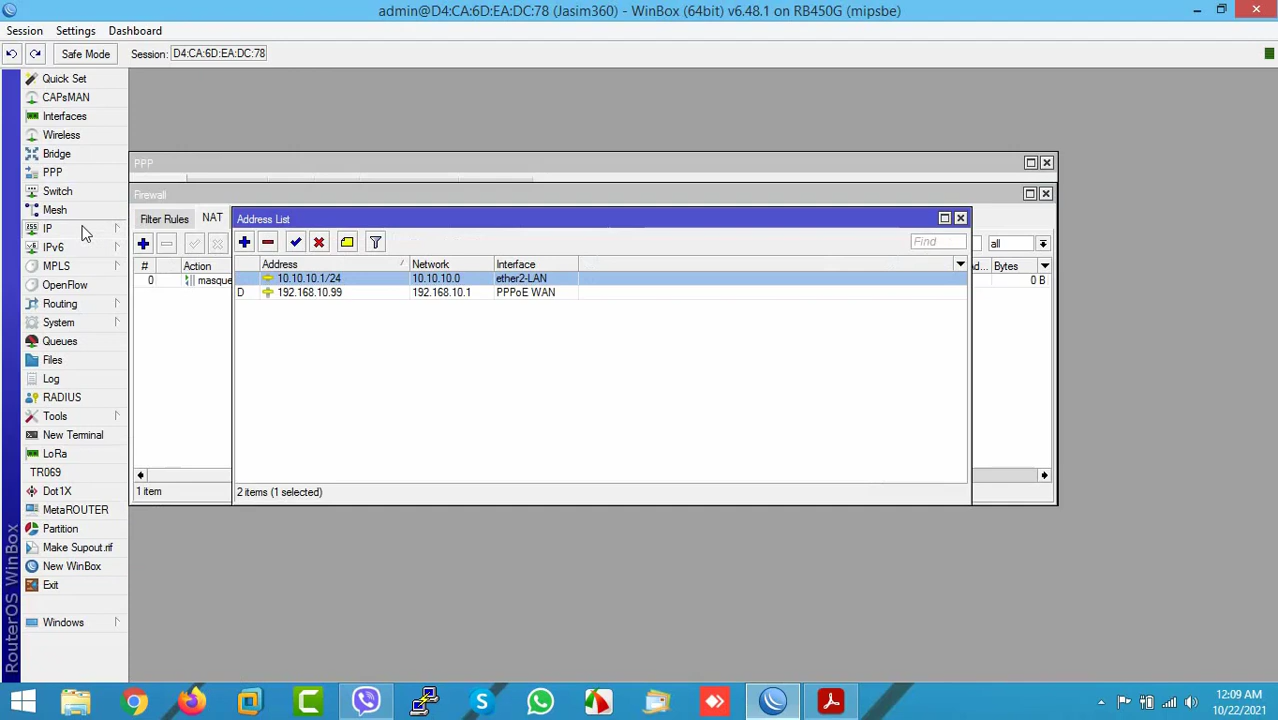 admin@D4:CA:6D:EA:DC:78 (Jasim360) - WinBox (64bit) v6.48.1 on RB450G (mipsbe)
Session Settings Dashboard
Safe Mode Session: D4:CA:6D:EA:DC:78
Quick Set
CAPsMAN
Interfaces
Wireless
Bridge
PPP
Switch
Mesh
IP
IPv6
MPLS
OpenFlow
Routing
System
Queues
Files
Log
RADIUS
Tools
New Terminal
LoRa
TR069
Dot1X
MetaROUTER
Partition
Make Supout.rif
New WinBox
Exit
Windows
RouterOS WinBox
PPP
Firewall
Filter Rules NAT
all
# Action
Bytes
0 masque
0 B
1 item
Address List
Find
Address Network Interface
10.10.10.1/24 10.10.10.0 ether2-LAN
D 192.168.10.99 192.168.10.1 PPPoE WAN
2 items (1 selected)
12:09 AM
10/22/2021